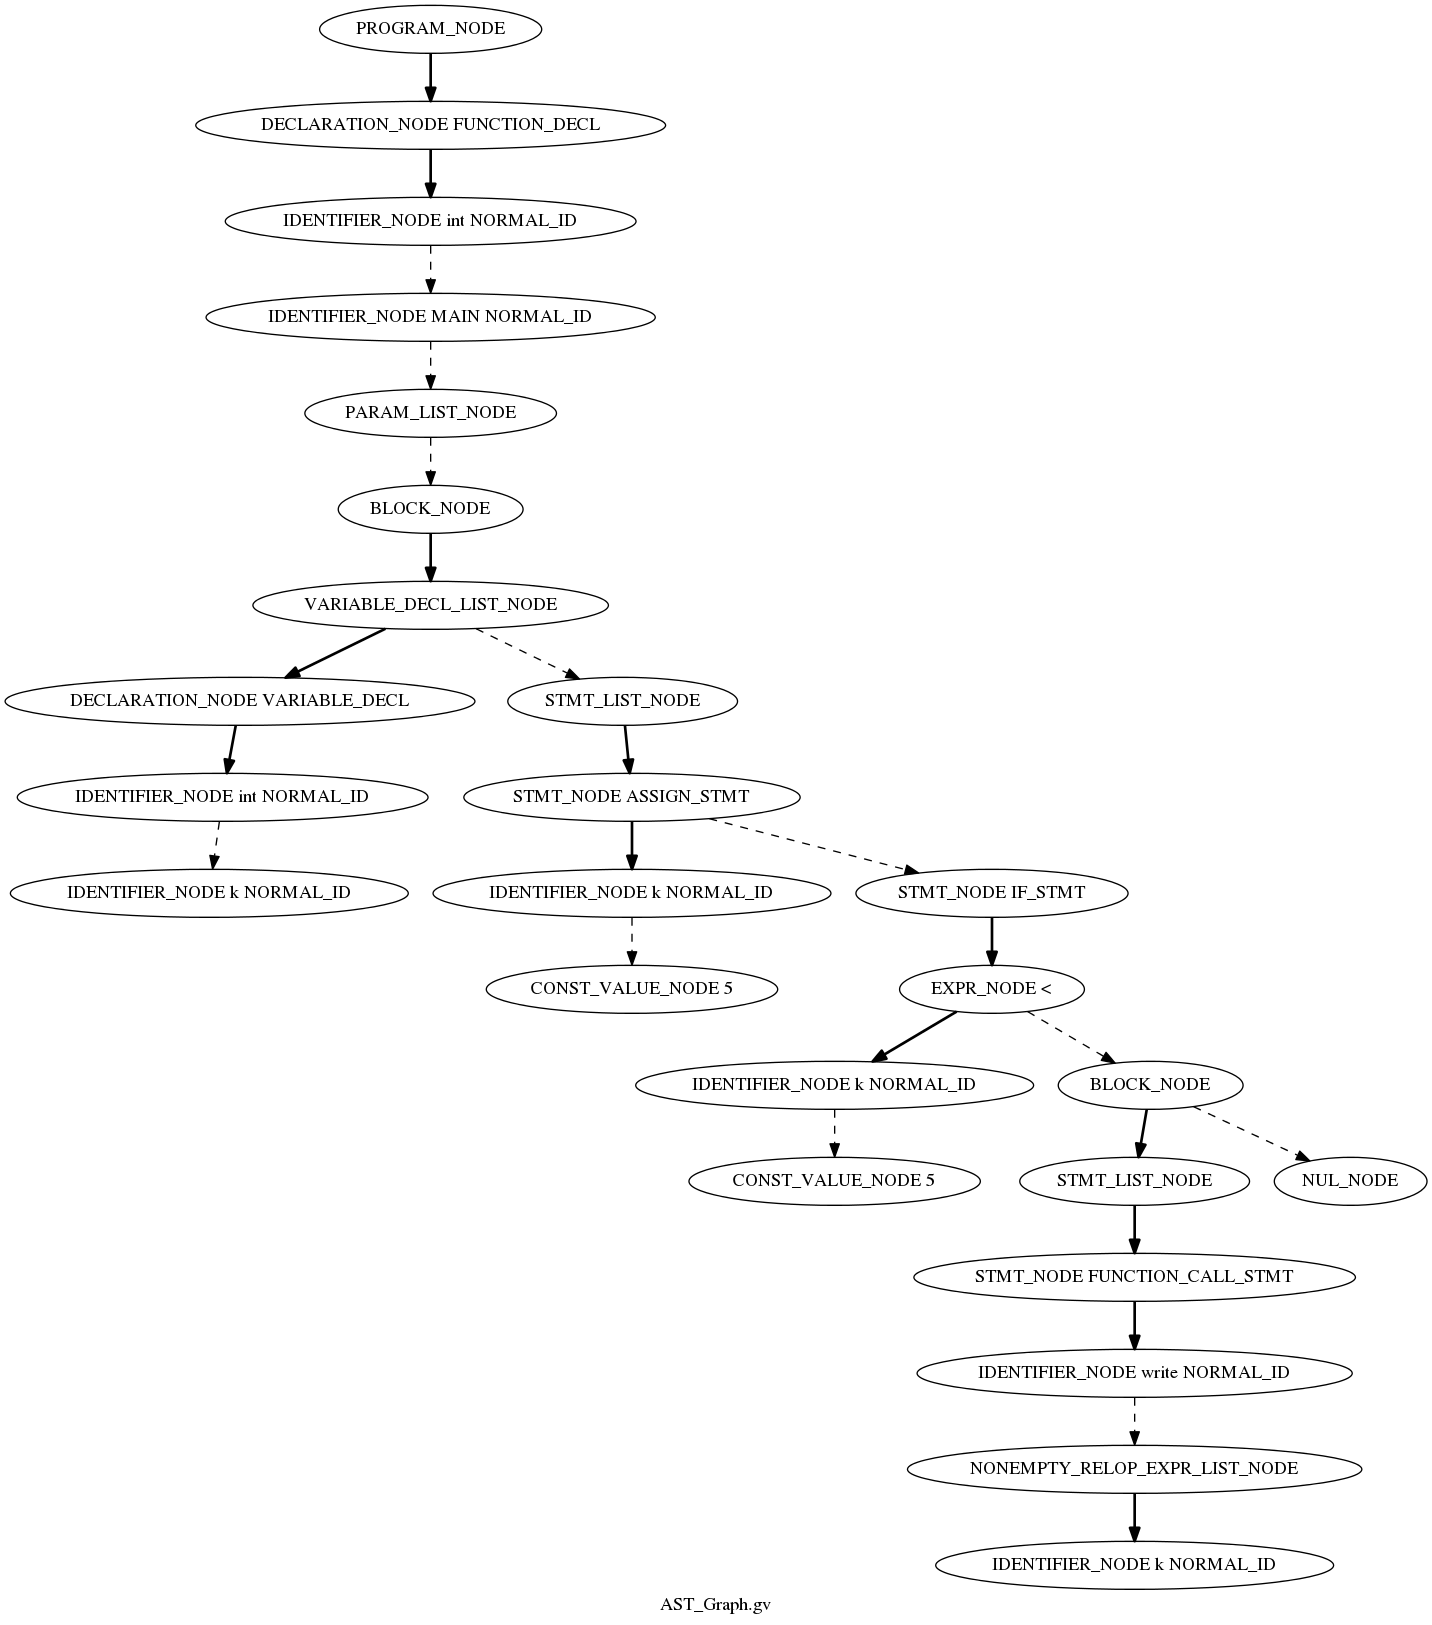 PROGRAM_NODE
DECLARATION_NODE FUNCTION_DECL
IDENTIFIER_NODE int NORMAL_ID
IDENTIFIER_NODE MAIN NORMAL_ID
PARAM_LIST_NODE
BLOCK_NODE
VARIABLE_DECL_LIST_NODE
DECLARATION_NODE VARIABLE_DECL
STMT_LIST_NODE
IDENTIFIER_NODE int NORMAL_ID
STMT_NODE ASSIGN_STMT
IDENTIFIER_NODE k NORMAL_ID
IDENTIFIER_NODE k NORMAL_ID
STMT_NODE IF_STMT
CONST_VALUE_NODE 5
EXPR_NODE <
IDENTIFIER_NODE k NORMAL_ID
BLOCK_NODE
CONST_VALUE_NODE 5
STMT_LIST_NODE
NUL_NODE
STMT_NODE FUNCTION_CALL_STMT
IDENTIFIER_NODE write NORMAL_ID
NONEMPTY_RELOP_EXPR_LIST_NODE
IDENTIFIER_NODE k NORMAL_ID
AST_Graph.gv